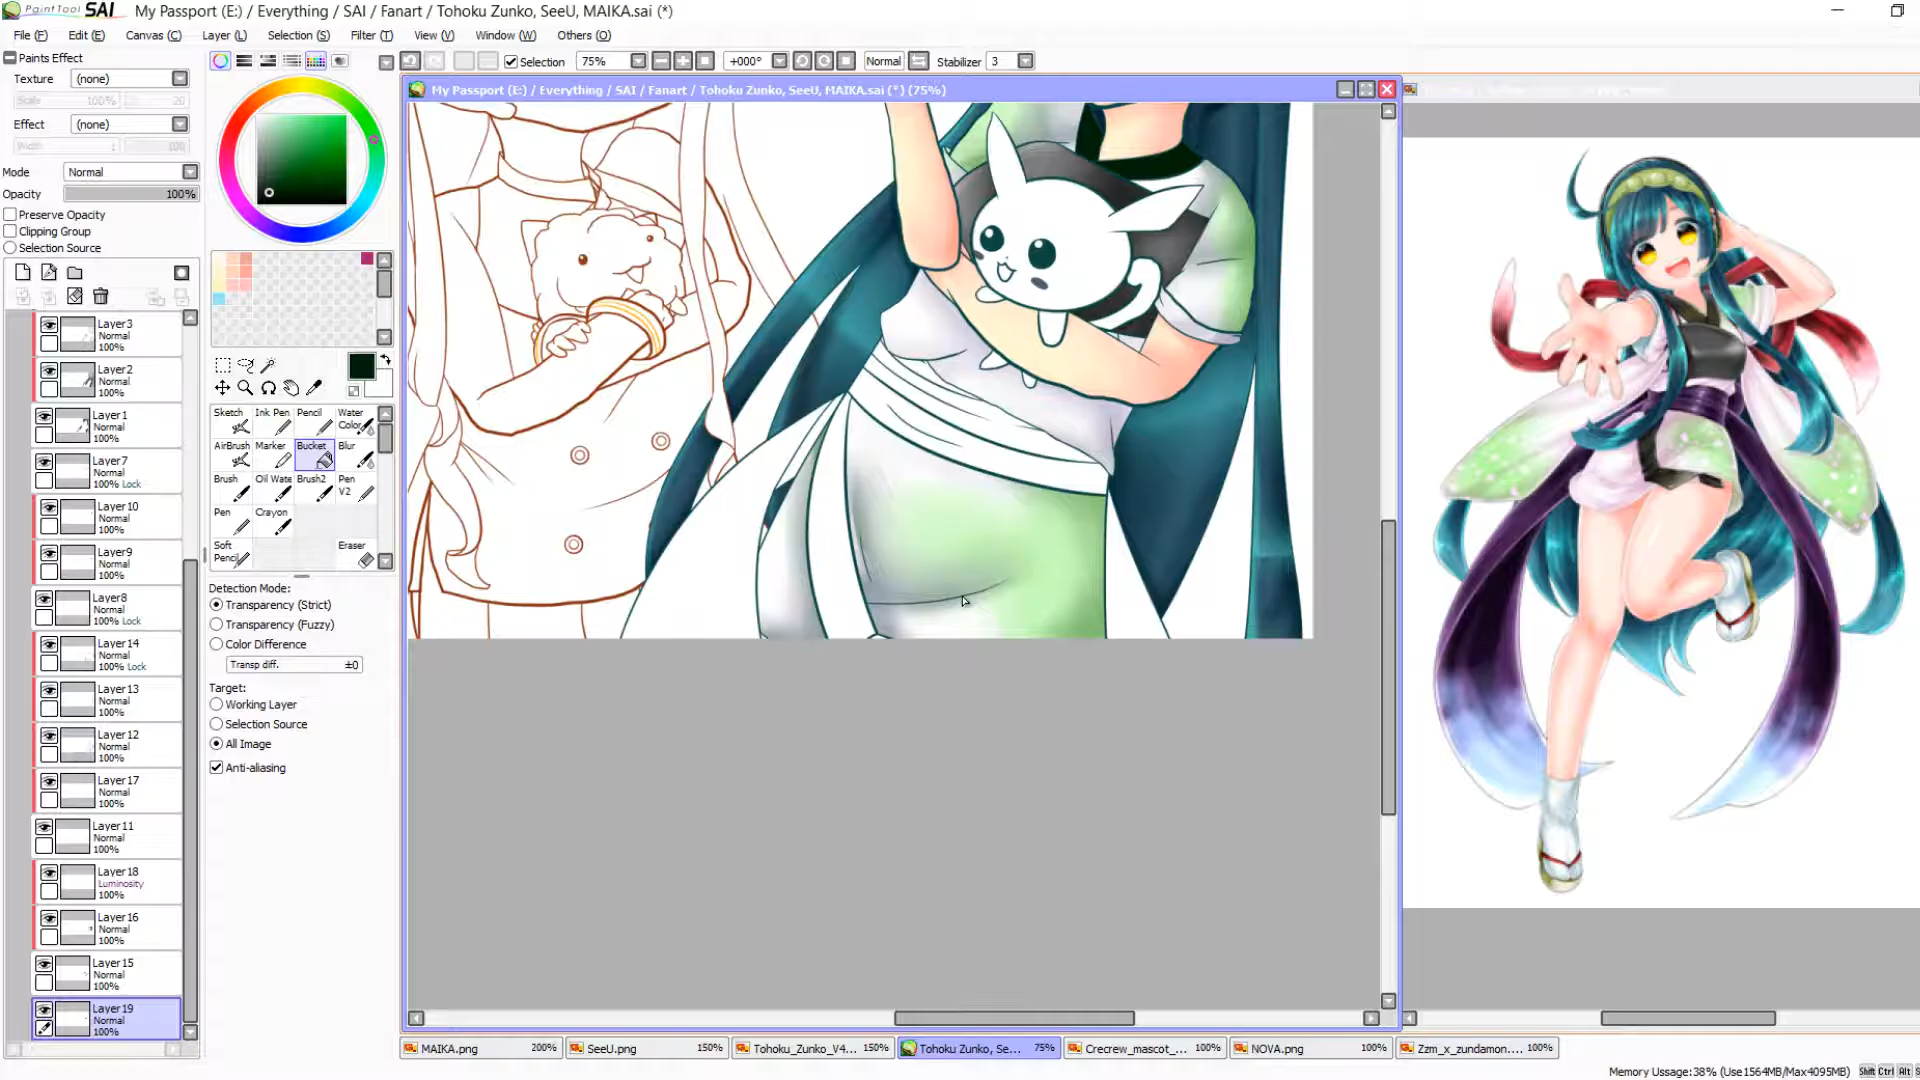 PaintTool SAI My Passport (E:) / Everything / SAI / Fanart / Tohoku Zunko, SeeU, MAIKA.sai (*)
File (F) Edit (E) Canvas (C) Layer (L) Selection (S) Filter (T) View (V) Window (W) Others (O)
Paints Effect
Texture (none)
Scale 100% 20
Effect (none)
Width 1 100
Mode Normal
Opacity 100%
Preserve Opacity
Clipping Group
Selection Source
Layer3
Normal
100%
Layer2
Normal
100%
Layer1
Normal
100%
Layer7
Normal
100% Lock
Layer10
Normal
100%
Layer9
Normal
100%
Layer8
Normal
100% Lock
Layer14
Normal
100% Lock
Layer13
Normal
100%
Layer12
Normal
100%
Layer17
Normal
100%
Layer11
Normal
100%
Layer18
Luminosity
100%
Layer16
Normal
100%
Layer15
Normal
100%
Layer19
Normal
100%
Sketch Ink Pen Pencil Water Color
AirBrush Marker Bucket Blur
Brush Oil Wate Brush2 Pen V2
Pen Crayon
Soft Pencil Eraser
Detection Mode:
Transparency (Strict)
Transparency (Fuzzy)
Color Difference
Transp diff. ±0
Target:
Working Layer
Selection Source
All Image
Anti-aliasing
Selection 75% +000° Normal Stabilizer 3
My Passport (E:) / Everything / SAI / Fanart / Tohoku Zunko, SeeU, MAIKA.sai (*) (75%)
MAIKA.png 200%
SeeU.png 150%
Tohoku_Zunko_V4... 150%
Tohoku Zunko, Se... 75%
Crecrew_mascot_... 100%
NOVA.png 100%
Zzm_x_zundamon.... 100%
Memory Usage:38% (Use1564MB/Max4095MB) Shift Ctrl Alt S